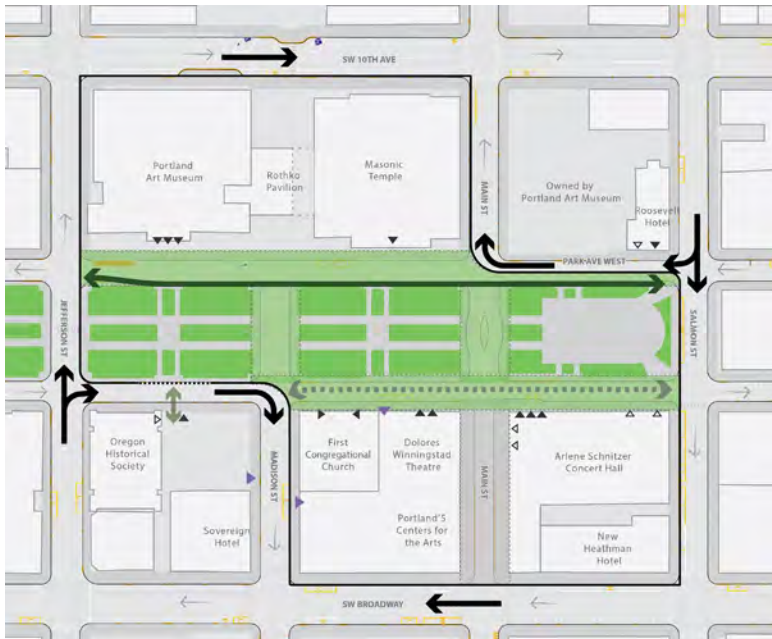 SW 10TH AVE
Portland
Art Museum
Rothko
Pavilion
Masonic
Temple
MAIN ST
Owned by
Portland Art Museum
Roosevelt
Hotel
PARK AVE WEST
JEFFERSON ST
SALMON ST
Oregon
Historical
Society
Sovereign
Hotel
MADISON ST
First
Congregational
Church
Dolores
Winningstad
Theatre
Portland'5
Centers for
the Arts
MAIN ST
Arlene Schnitzer
Concert Hall
New
Heathman
Hotel
SW BROADWAY